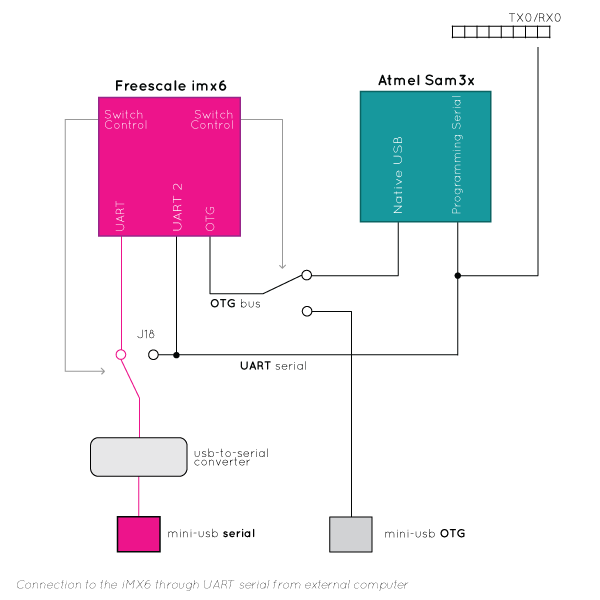 TX0/RX0
Freescale imx6
Atmel Sam3x
Switch
Control
Switch
Control
UART
UART 2
OTG
Native USB
Programming Serial
OTG bus
J18
UART serial
usb-to-serial
converter
mini-usb serial
mini-usb OTG
Connection to the iMX6 through UART serial from external computer